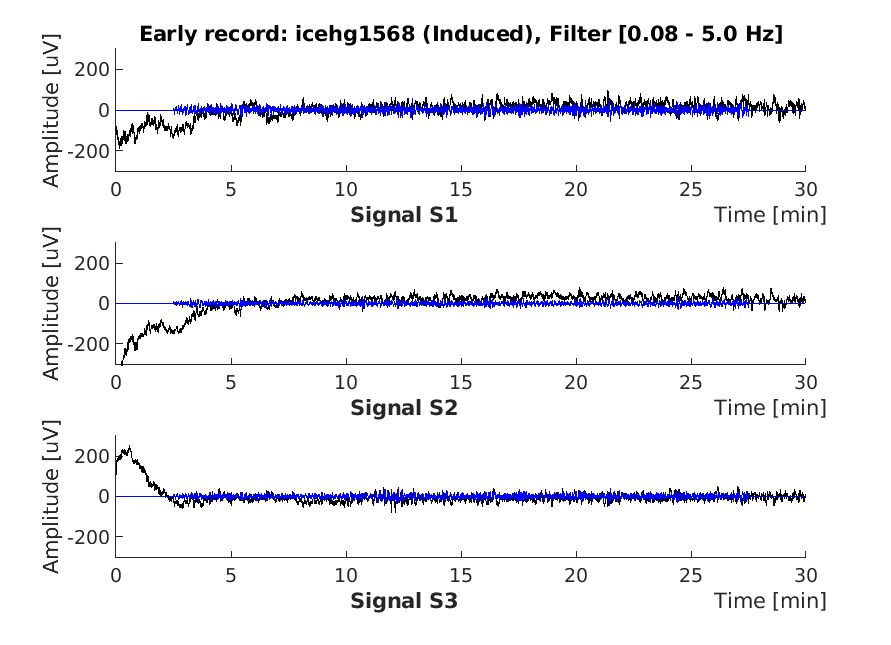 Early record: icehg1568 (Induced), Filter [0.08 - 5.0 Hz]
Amplitude [uV]
200
0
-200
0 5 10 15 20 25 30
Signal S1 Time [min]
Amplitude [uV]
200
0
-200
0 5 10 15 20 25 30
Signal S2 Time [min]
Amplitude [uV]
200
0
-200
0 5 10 15 20 25 30
Signal S3 Time [min]